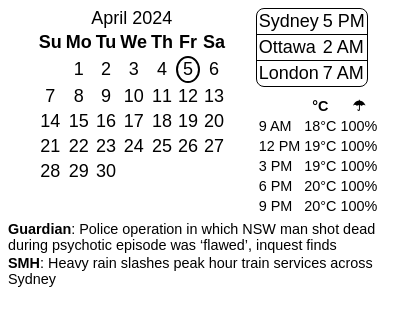 April 2024
Su Mo Tu We Th Fr Sa
1 2 3 4 5 6
7 8 9 10 11 12 13
14 15 16 17 18 19 20
21 22 23 24 25 26 27
28 29 30
Sydney 5 PM
Ottawa 2 AM
London 7 AM
°C ☂
9 AM 18°C 100%
12 PM 19°C 100%
3 PM 19°C 100%
6 PM 20°C 100%
9 PM 20°C 100%
Guardian: Police operation in which NSW man shot dead
during psychotic episode was ‘flawed’, inquest finds
SMH: Heavy rain slashes peak hour train services across
Sydney